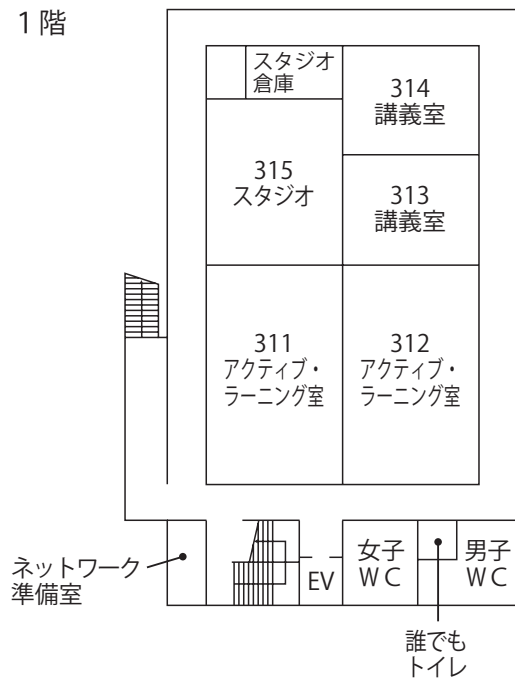 1階
スタジオ
倉庫
314
講義室
315
スタジオ
313
講義室
311
アクティブ・
ラーニング室
312
アクティブ・
ラーニング室
ネットワーク
準備室
EV
女子
WC
男子
WC
誰でも
トイレ